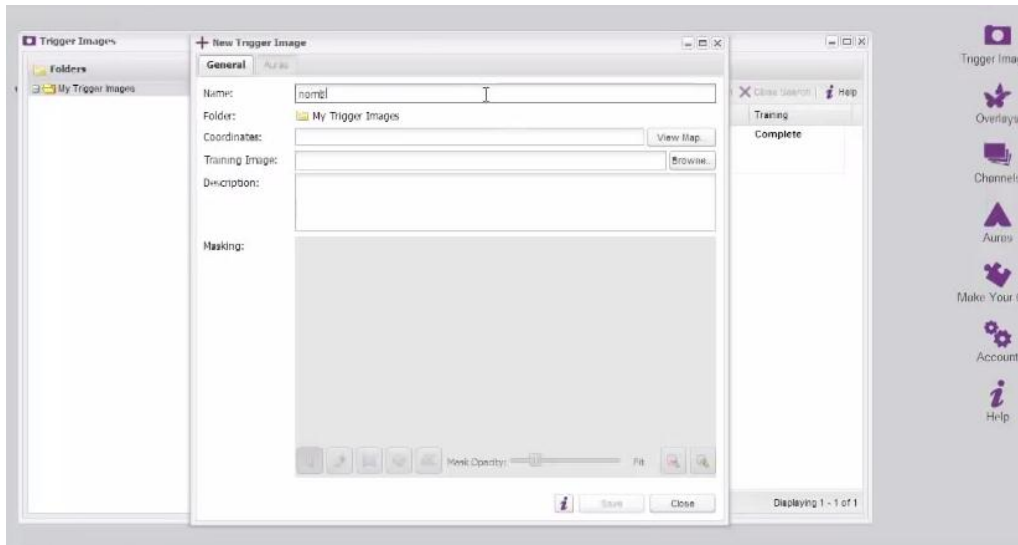 Trigger Images
Folders
My Trigger Images
New Trigger Image
General Auras
Name: nomb
Folder: My Trigger Images
Coordinates: View Map...
Training Image: Browse...
Description:
Masking:
Mask Opacity: Fit
Save Close
Close Search Help
Training
Complete
Displaying 1 - 1 of 1
Trigger Ima
Overlays
Channels
Auras
Make Your
Account
Help